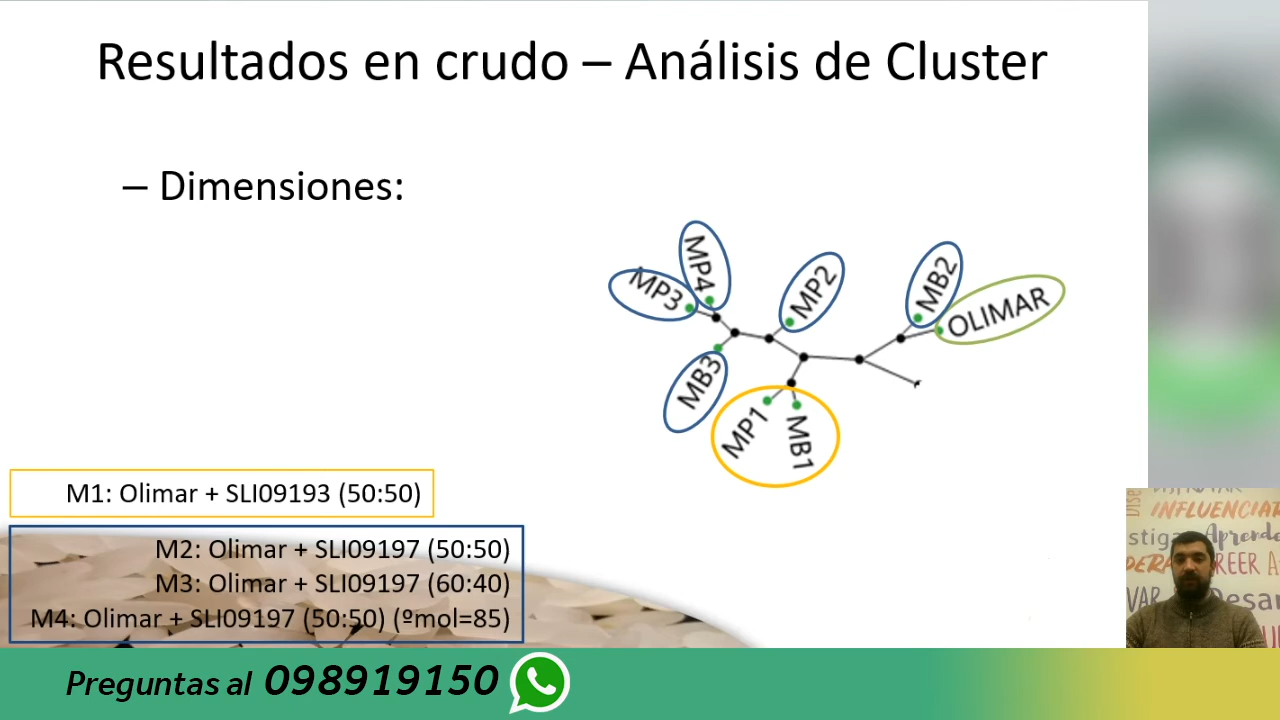 Resultados en crudo – Análisis de Cluster
– Dimensiones:
MP4
MP3
MP2
MB2
OLIMAR
MB3
MP1
MB1
M1: Olimar + SLI09193 (50:50)
M2: Olimar + SLI09197 (50:50)
M3: Olimar + SLI09197 (60:40)
M4: Olimar + SLI09197 (50:50) (ºmol=85)
INFLUENCIAR
Aprende
Preguntas al 098919150